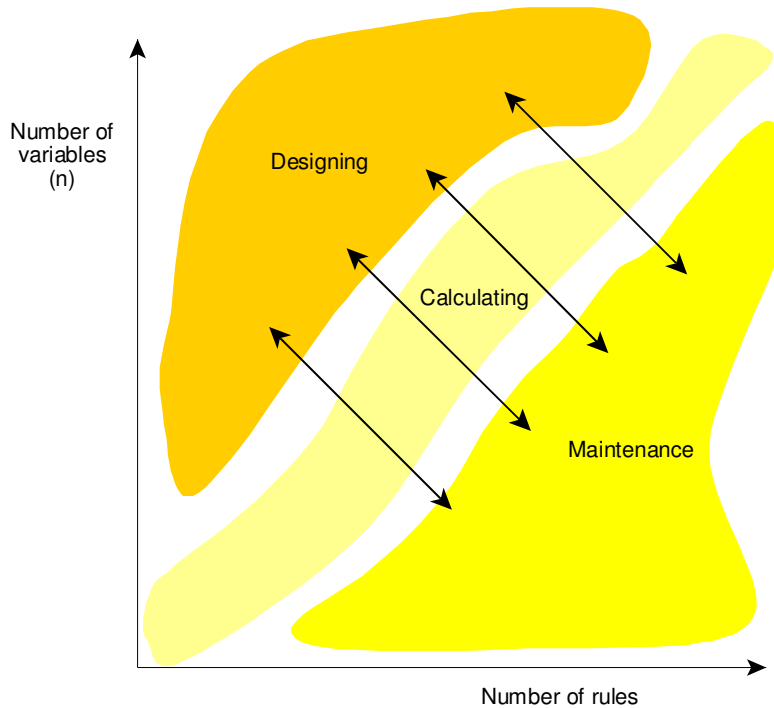 Number of
variables
(n)
Designing
Calculating
Maintenance
Number of rules